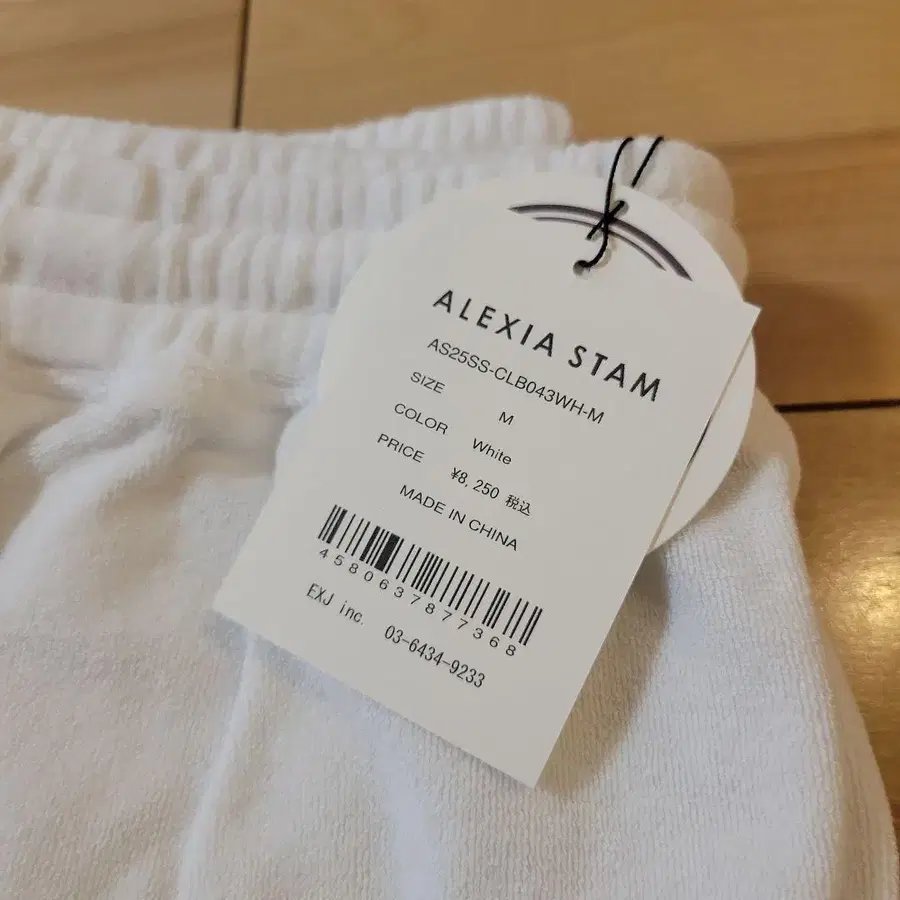 ALEXIA STAM
AS25SS-CLB043WH-M
SIZE M
COLOR White
PRICE ¥8,250 税込
MADE IN CHINA
4580637877368
EXJ inc. 03-6434-9233